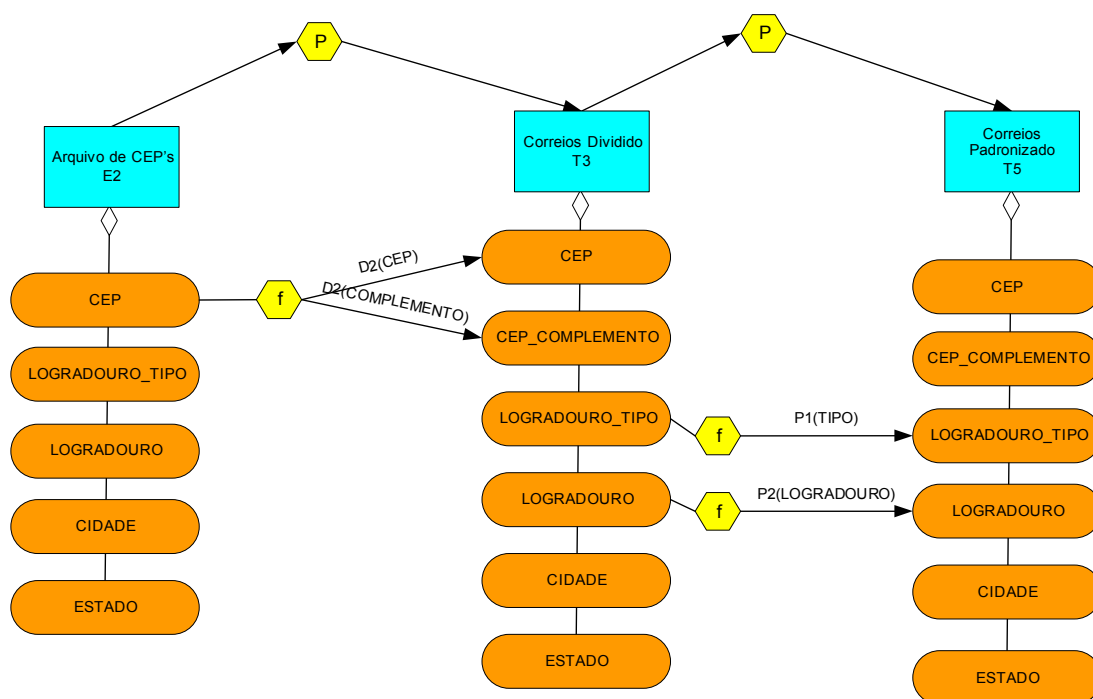 P
P
Arquivo de CEP's
E2
Correios Dividido
T3
Correios
Padronizado
T5
CEP
LOGRADOURO_TIPO
LOGRADOURO
CIDADE
ESTADO
f
D2(CEP)
D2(COMPLEMENTO)
CEP
CEP_COMPLEMENTO
LOGRADOURO_TIPO
LOGRADOURO
CIDADE
ESTADO
f
P1(TIPO)
f
P2(LOGRADOURO)
CEP
CEP_COMPLEMENTO
LOGRADOURO_TIPO
LOGRADOURO
CIDADE
ESTADO